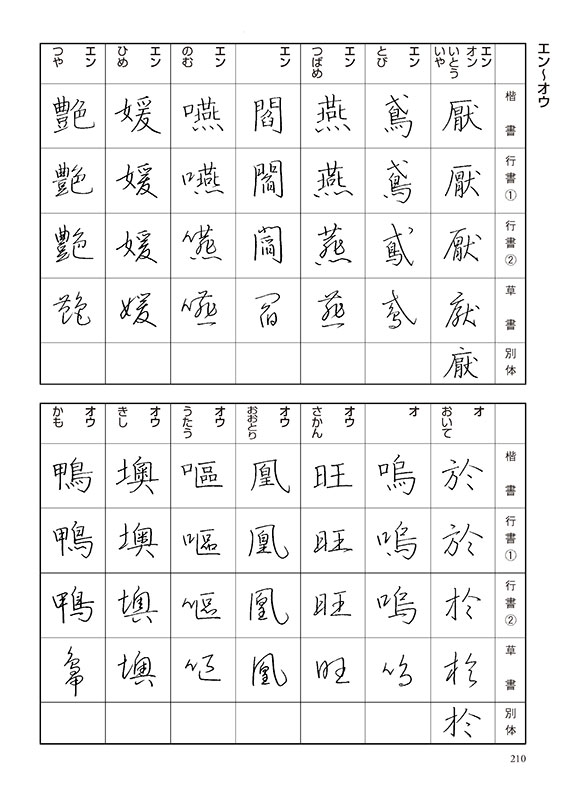 エン〜オウ
楷書
行書①
行書②
草書
別体
エン
オン
いとう
いや
厭
厭
厭
厭
厭
エン
とび
鳶
鳶
鳶
鳶
エン
つばめ
燕
燕
燕
燕
エン
閻
閻
閻
閻
エン
のむ
嚥
嚥
嚥
嚥
エン
ひめ
媛
媛
媛
媛
エン
つや
艶
艶
艶
艶
楷書
行書①
行書②
草書
別体
オ
おいて
於
於
於
於
於
オ
嗚
嗚
嗚
嗚
オウ
さかん
旺
旺
旺
旺
オウ
おおとり
凰
凰
凰
凰
オウ
うたう
嘔
嘔
嘔
嘔
オウ
きし
墺
墺
墺
墺
オウ
かも
鴨
鴨
鴨
鴨
210